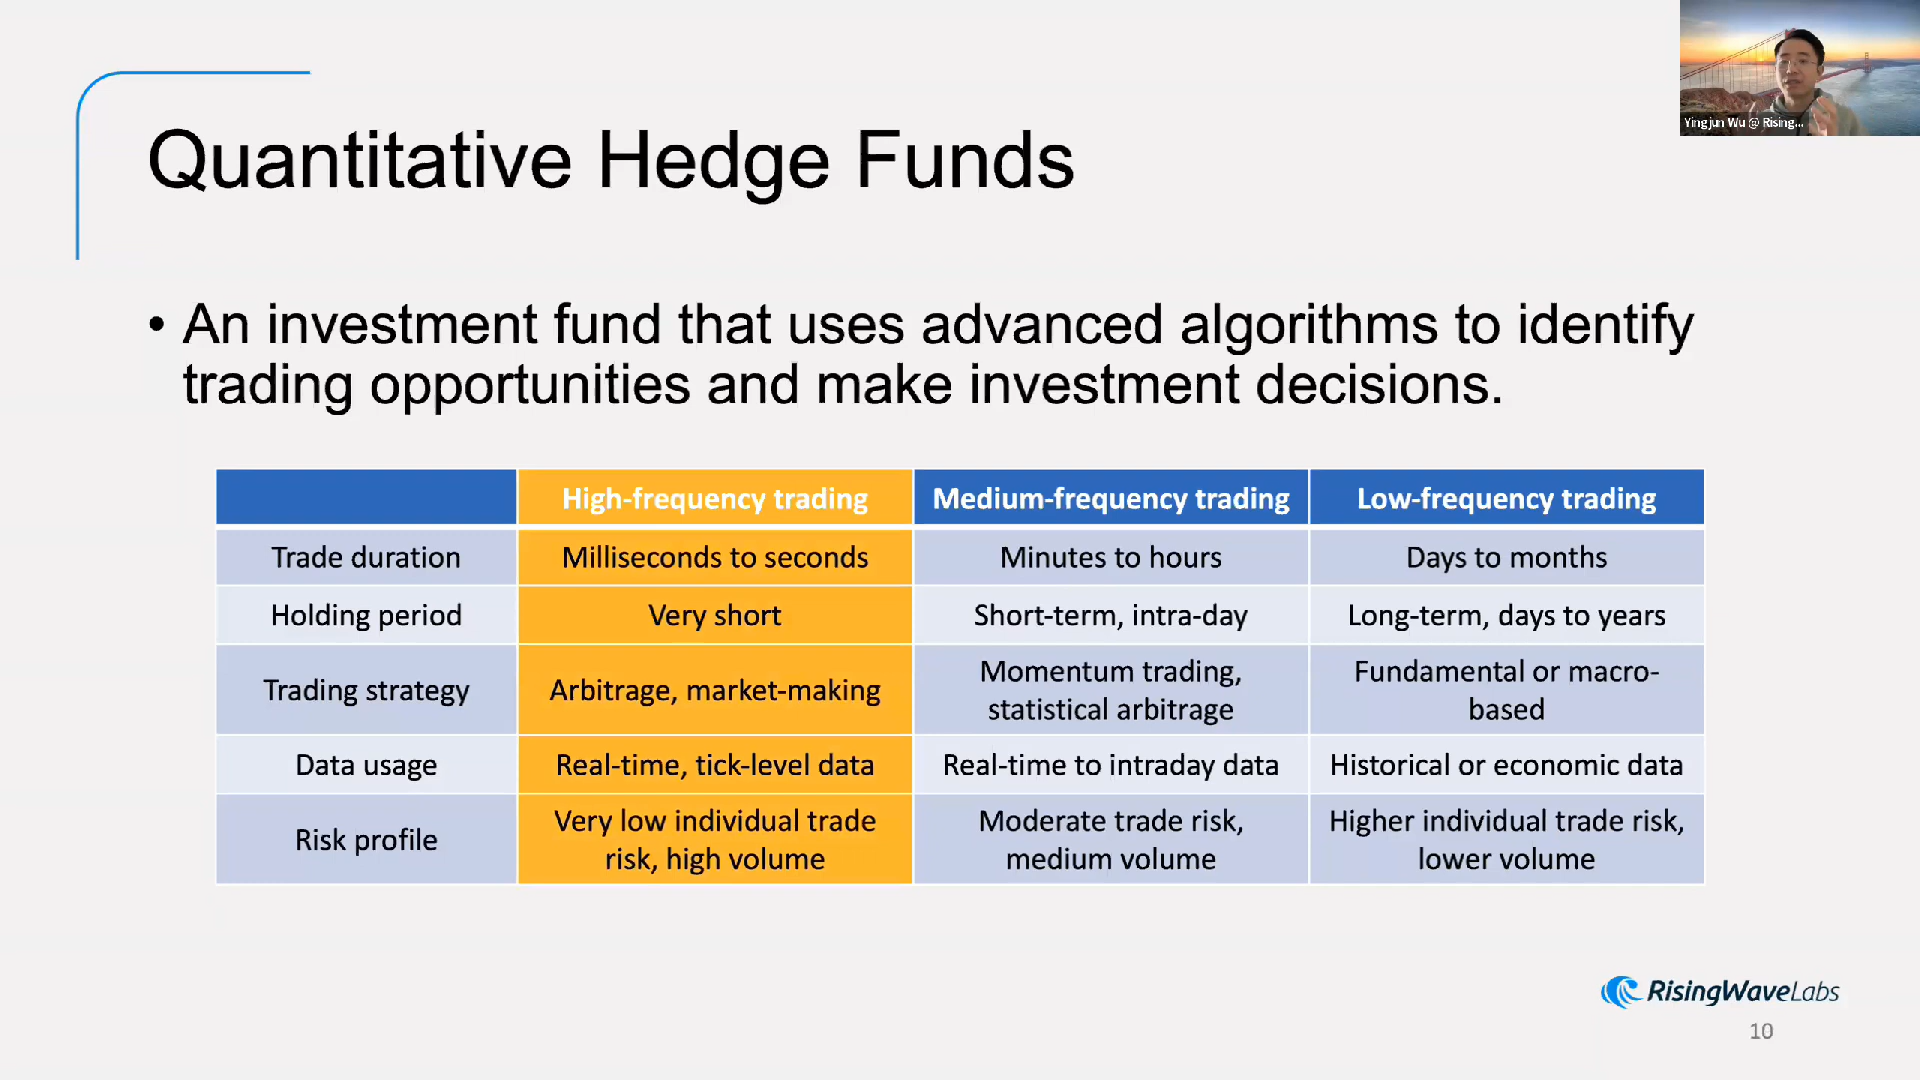 Yingjun Wu @ Rising...
Quantitative Hedge Funds
• An investment fund that uses advanced algorithms to identify
trading opportunities and make investment decisions.
High-frequency trading Medium-frequency trading Low-frequency trading
Trade duration Milliseconds to seconds Minutes to hours Days to months
Holding period Very short Short-term, intra-day Long-term, days to years
Trading strategy Arbitrage, market-making Momentum trading,
statistical arbitrage Fundamental or macro-
based
Data usage Real-time, tick-level data Real-time to intraday data Historical or economic data
Risk profile Very low individual trade
risk, high volume Moderate trade risk,
medium volume Higher individual trade risk,
lower volume
RisingWaveLabs
10